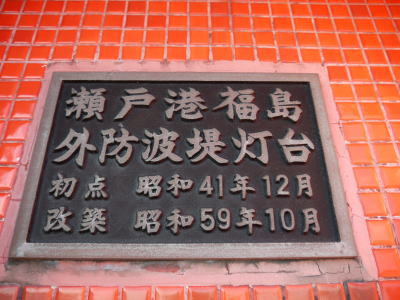 瀬戸港福島
外防波堤灯台
初点 昭和41年12月
改築 昭和59年10月